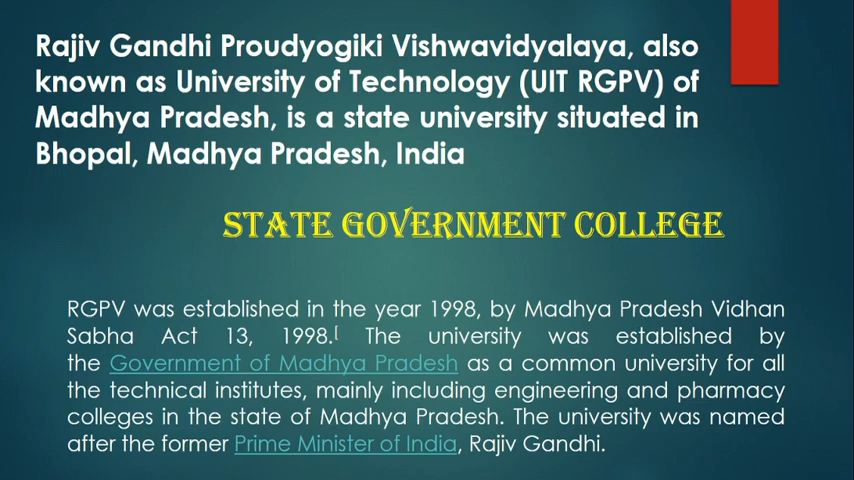 Rajiv Gandhi Proudyogiki Vishwavidyalaya, also
known as University of Technology (UIT RGPV) of
Madhya Pradesh, is a state university situated in
Bhopal, Madhya Pradesh, India
STATE GOVERNMENT COLLEGE
RGPV was established in the year 1998, by Madhya Pradesh Vidhan
Sabha Act 13, 1998.[ The university was established by
the Government of Madhya Pradesh as a common university for all
the technical institutes, mainly including engineering and pharmacy
colleges in the state of Madhya Pradesh. The university was named
after the former Prime Minister of India, Rajiv Gandhi.